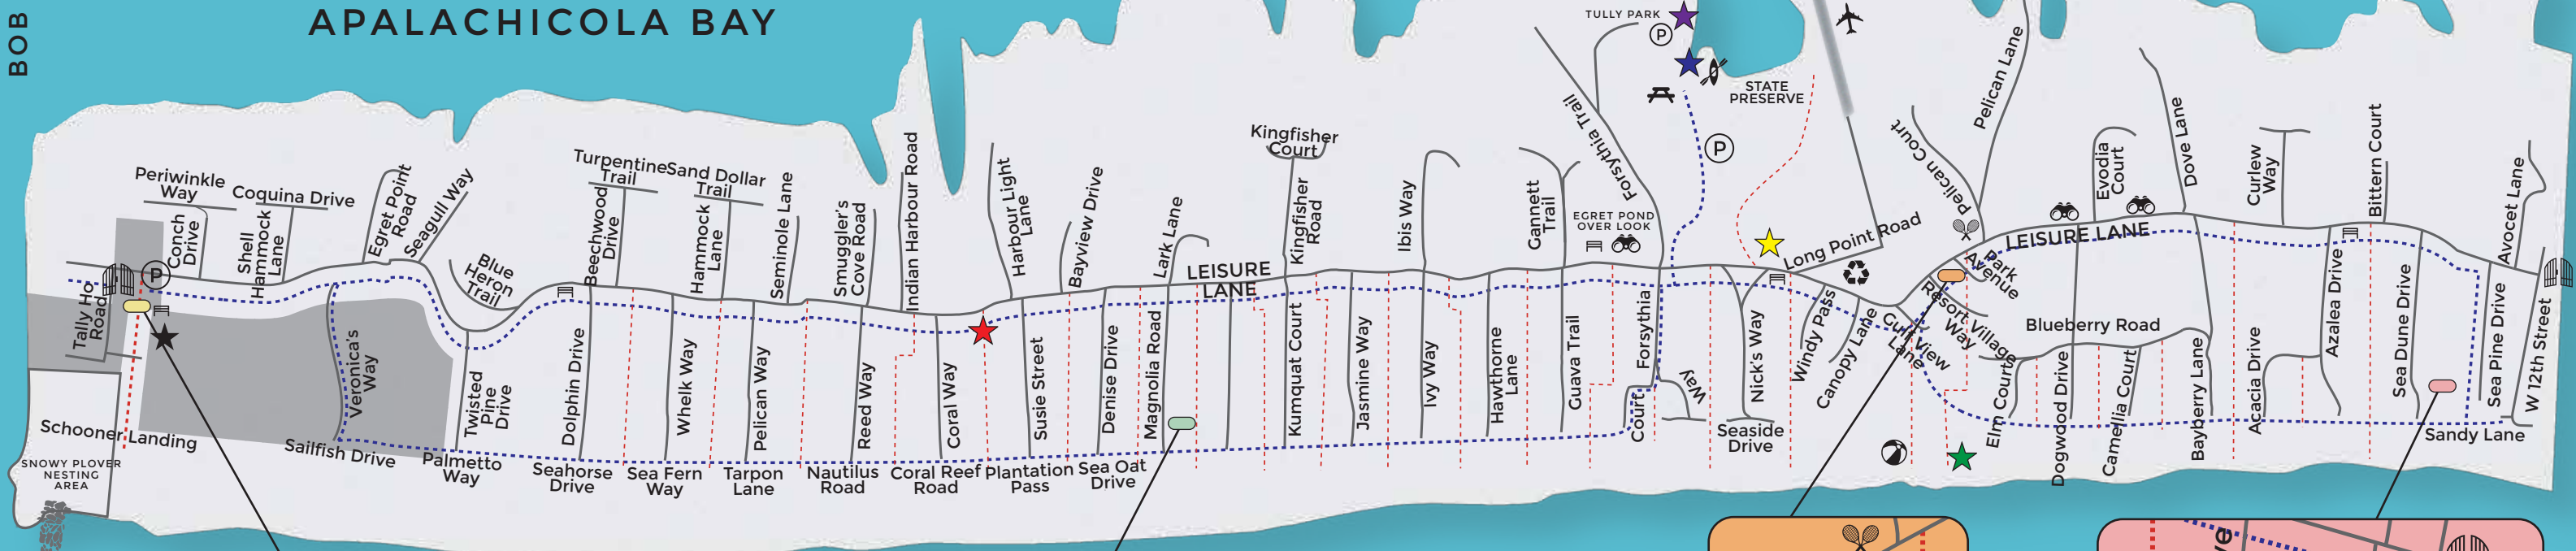 BOB
APALACHICOLA BAY
TULLY PARK
P
STATE
PRESERVE
P
Periwinkle
Way
Conch
Drive
Coquina Drive
Shell
Hammock
Lane
Egret Point
Road
Seagull Way
Blue
Heron
Trail
Turpentine
Trail
Beechwood
Drive
Sand Dollar
Trail
Hammock
Lane
Seminole Lane
Smuggler's
Cove Road
Indian Harbour Road
Harbour Light
Lane
Bayview Drive
Lark Lane
LEISURE
LANE
Kingfisher
Court
Kingfisher
Road
Ibis Way
Gannett
Trail
Forsythia Trail
EGRET POND
OVER LOOK
Long Point Road
Pelican Court
Pelican Lane
LEISURE LANE
Evodia
Court
Dove Lane
Curlew
Way
Bittern Court
Avocet Lane
P
Tally Ho
Road
Schooner Landing
SNOWY PLOVER
NESTING
AREA
Veronica's
Way
Sailfish Drive
Twisted
Pine
Drive
Palmetto
Way
Dolphin Drive
Seahorse
Drive
Whelk Way
Sea Fern
Way
Pelican Way
Tarpon
Lane
Reed Way
Nautilus
Road
Coral Way
Coral Reef
Road
Susie Street
Plantation
Pass
Denise Drive
Sea Oat
Drive
Magnolia Road
Kumquat Court
Jasmine Way
Ivy Way
Hawthorne
Lane
Guava Trail
Forsythia
Court
Way
Nick's Way
Seaside
Drive
Windy Pass
Canopy Lane
Gulf View
Lane
Resort Village
Way
Park
Avenue
Blueberry Road
Elm Court
Dogwood Drive
Camellia Court
Bayberry Lane
Acacia Drive
Azalea Drive
Sea Dune Drive
Sea Pine Drive
W 12th Street
Sandy Lane